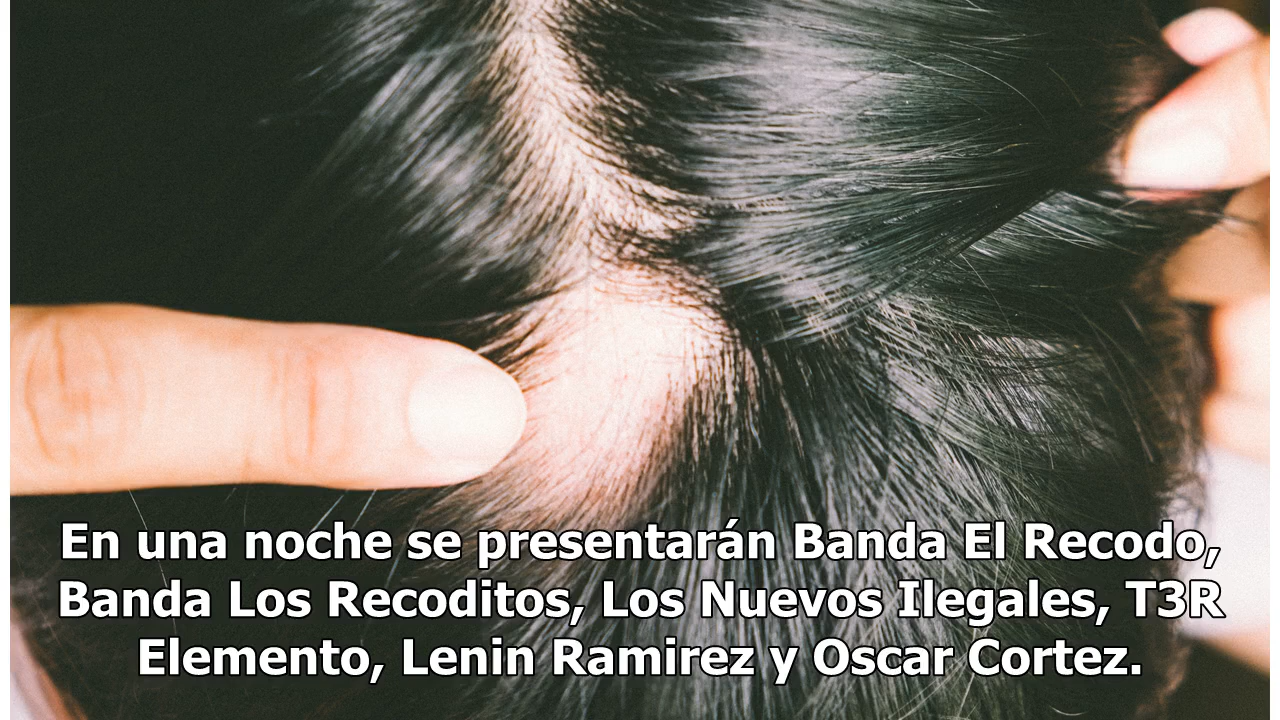 En una noche se presentarán Banda El Recodo,
Banda Los Recoditos, Los Nuevos Ilegales, T3R
Elemento, Lenin Ramirez y Oscar Cortez.